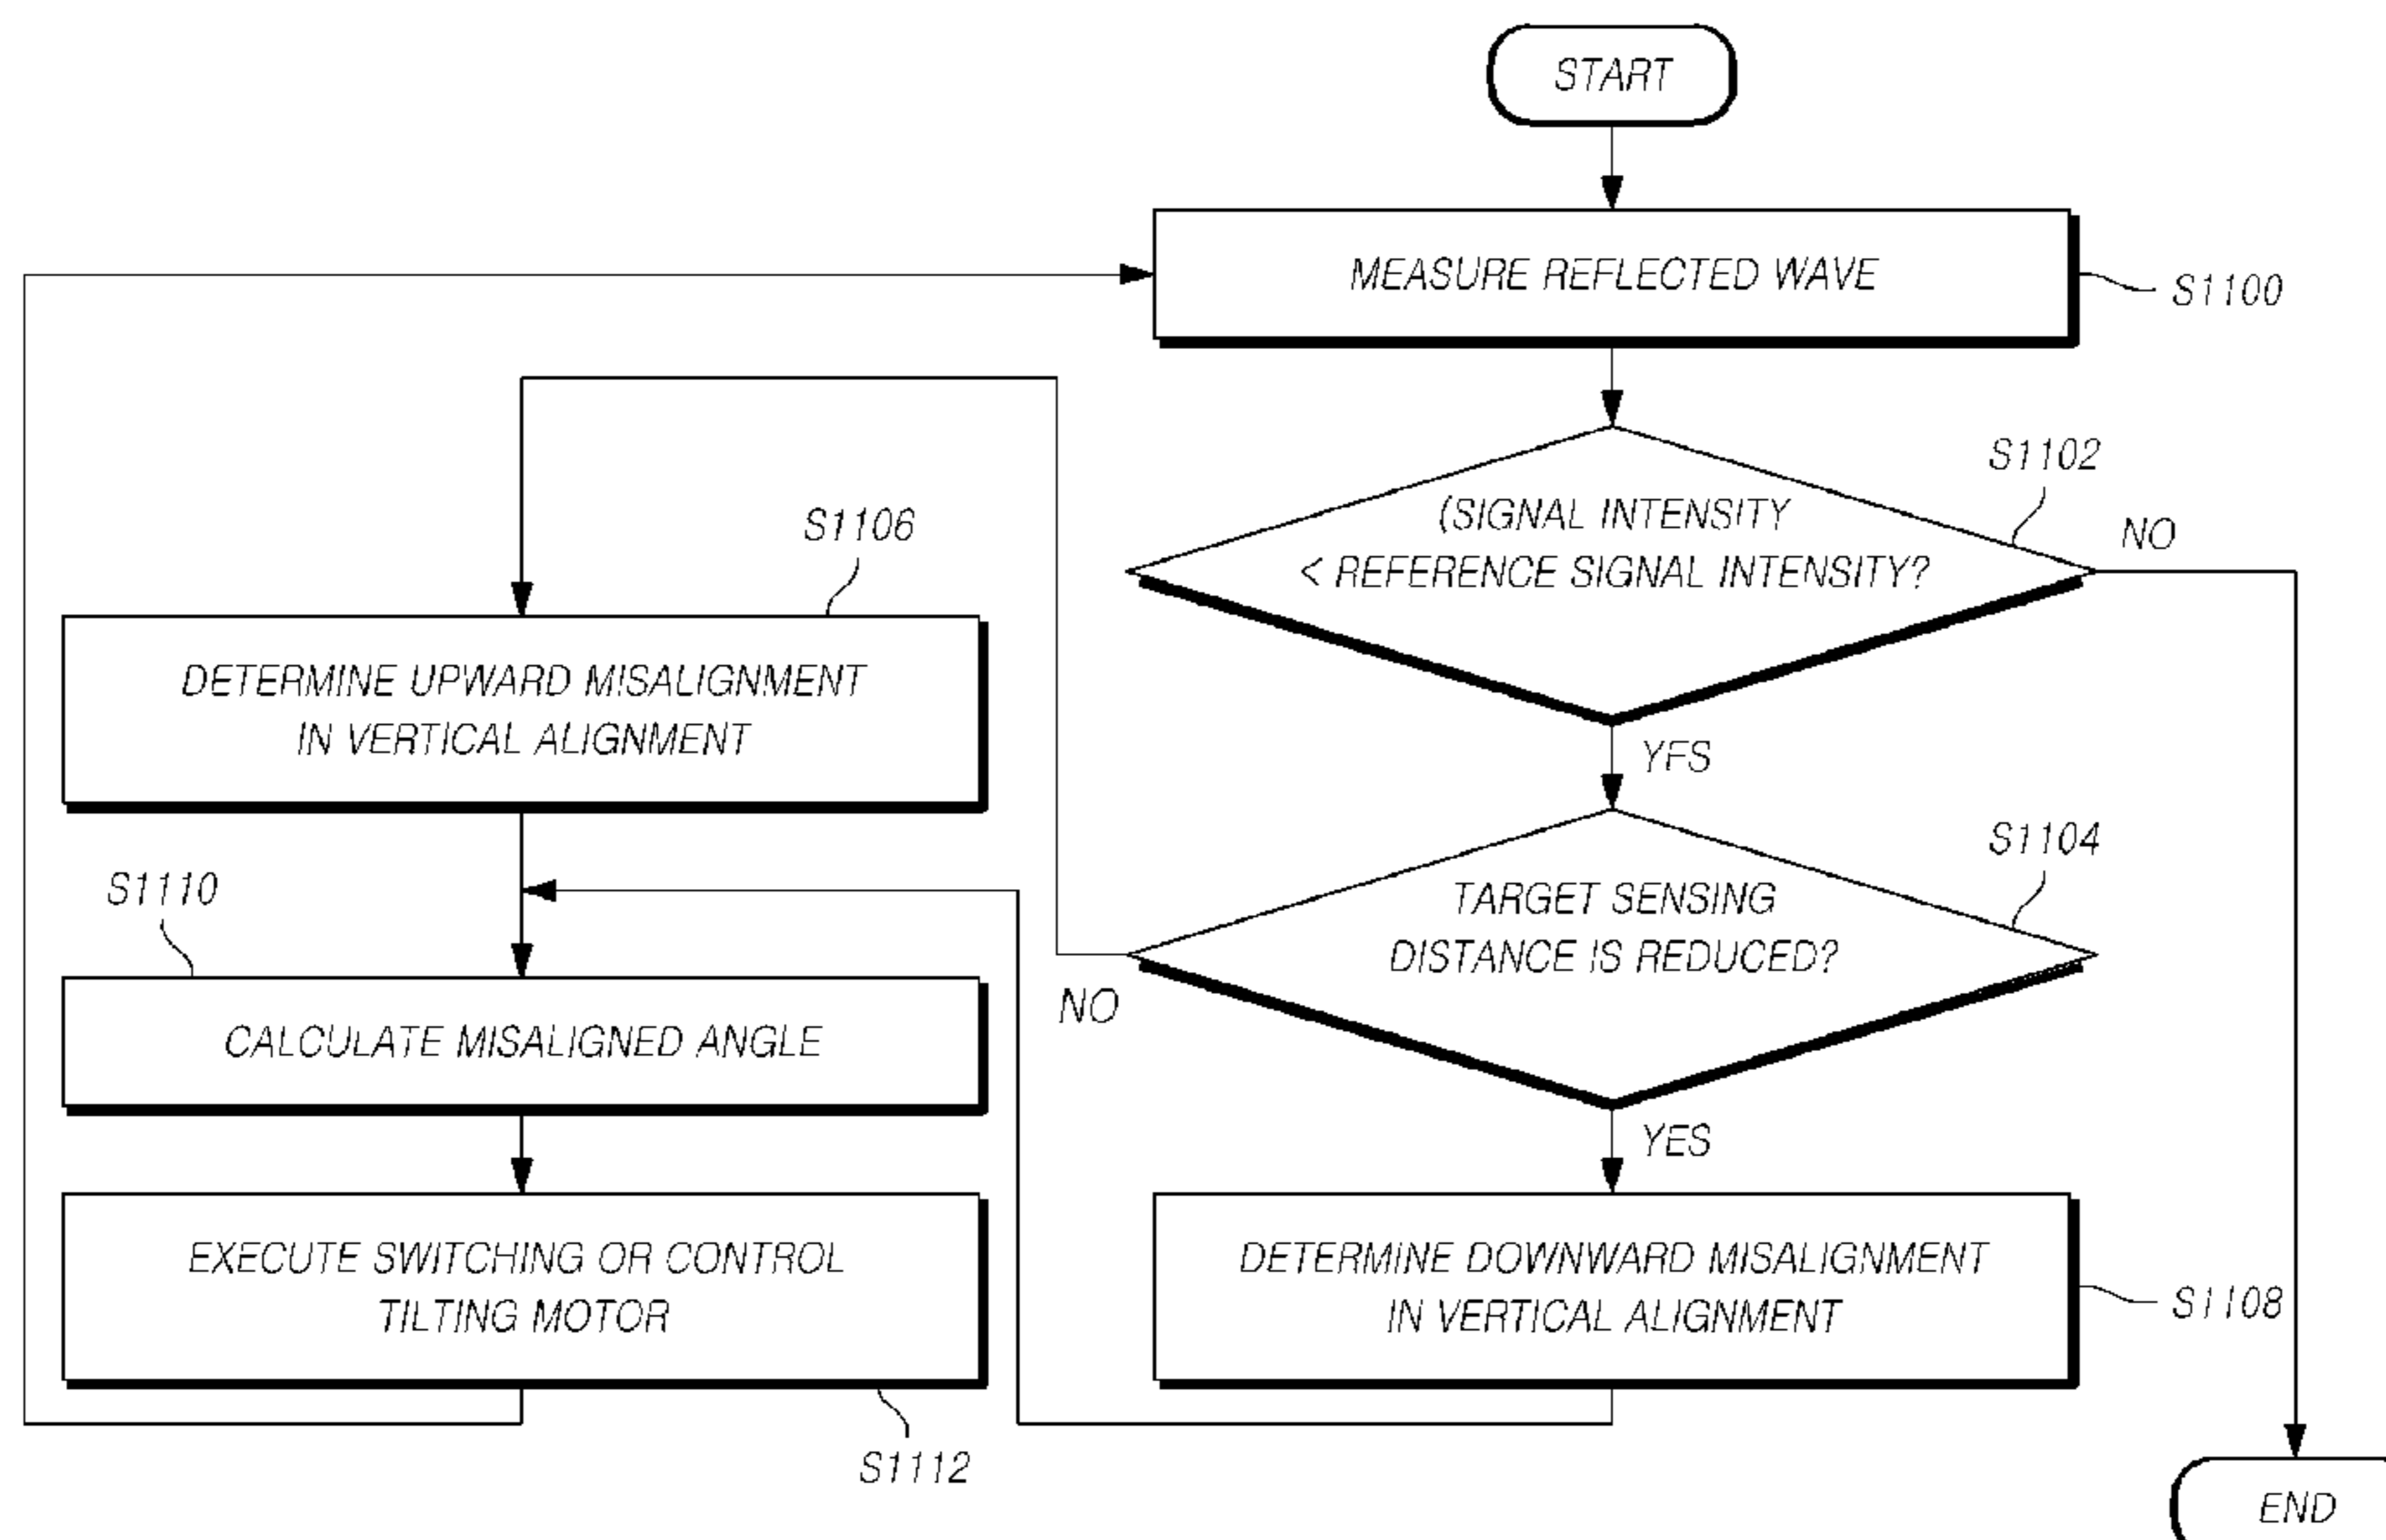 START
MEASURE REFLECTED WAVE
S1100
S1102
(SIGNAL INTENSITY
< REFERENCE SIGNAL INTENSITY?
NO
YES
S1104
TARGET SENSING
DISTANCE IS REDUCED?
NO
YES
S1106
DETERMINE UPWARD MISALIGNMENT
IN VERTICAL ALIGNMENT
S1110
CALCULATE MISALIGNED ANGLE
EXECUTE SWITCHING OR CONTROL
TILTING MOTOR
S1112
DETERMINE DOWNWARD MISALIGNMENT
IN VERTICAL ALIGNMENT
S1108
END